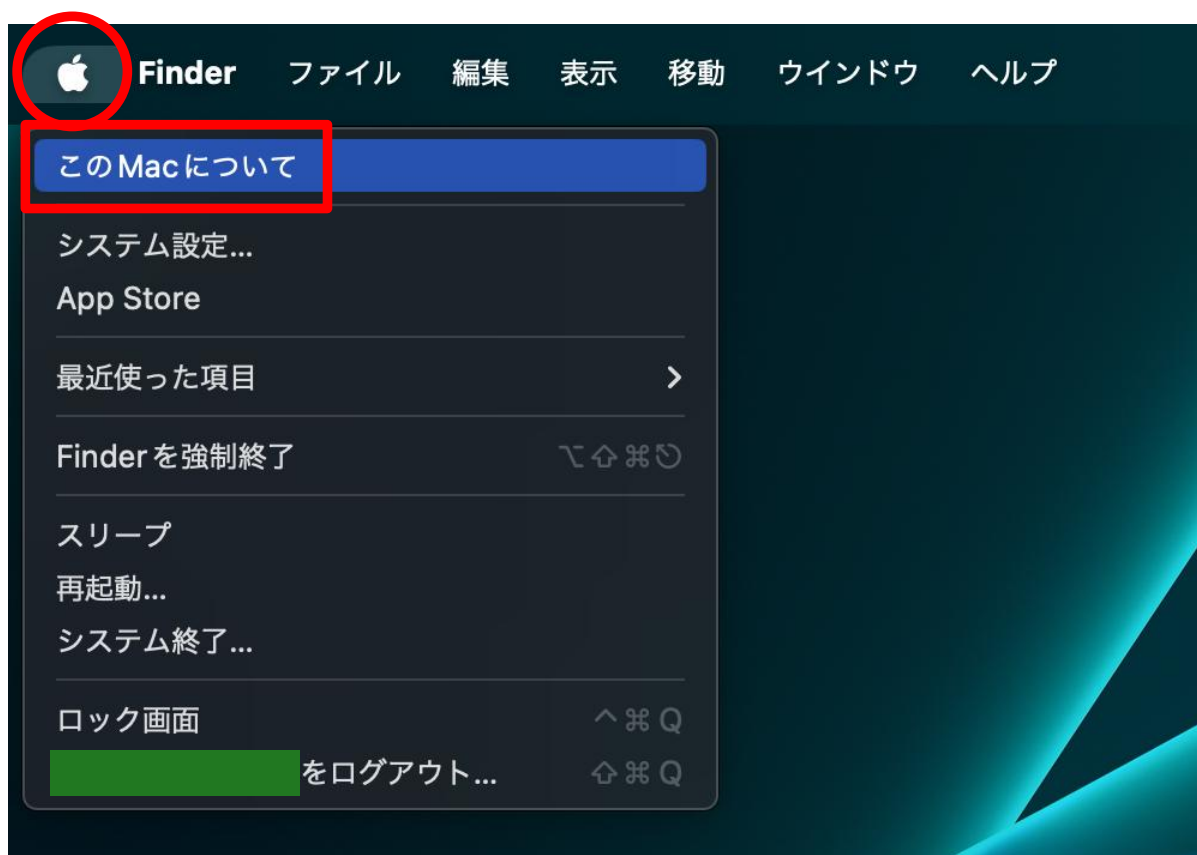 Finder ファイル 編集 表示 移動 ウインドウ ヘルプ
このMacについて
システム設定...
App Store
最近使った項目
Finderを強制終了 ⌥⇧⌘⎋
スリープ
再起動...
システム終了...
ロック画面 ^⌘Q
をログアウト... ⇧⌘Q